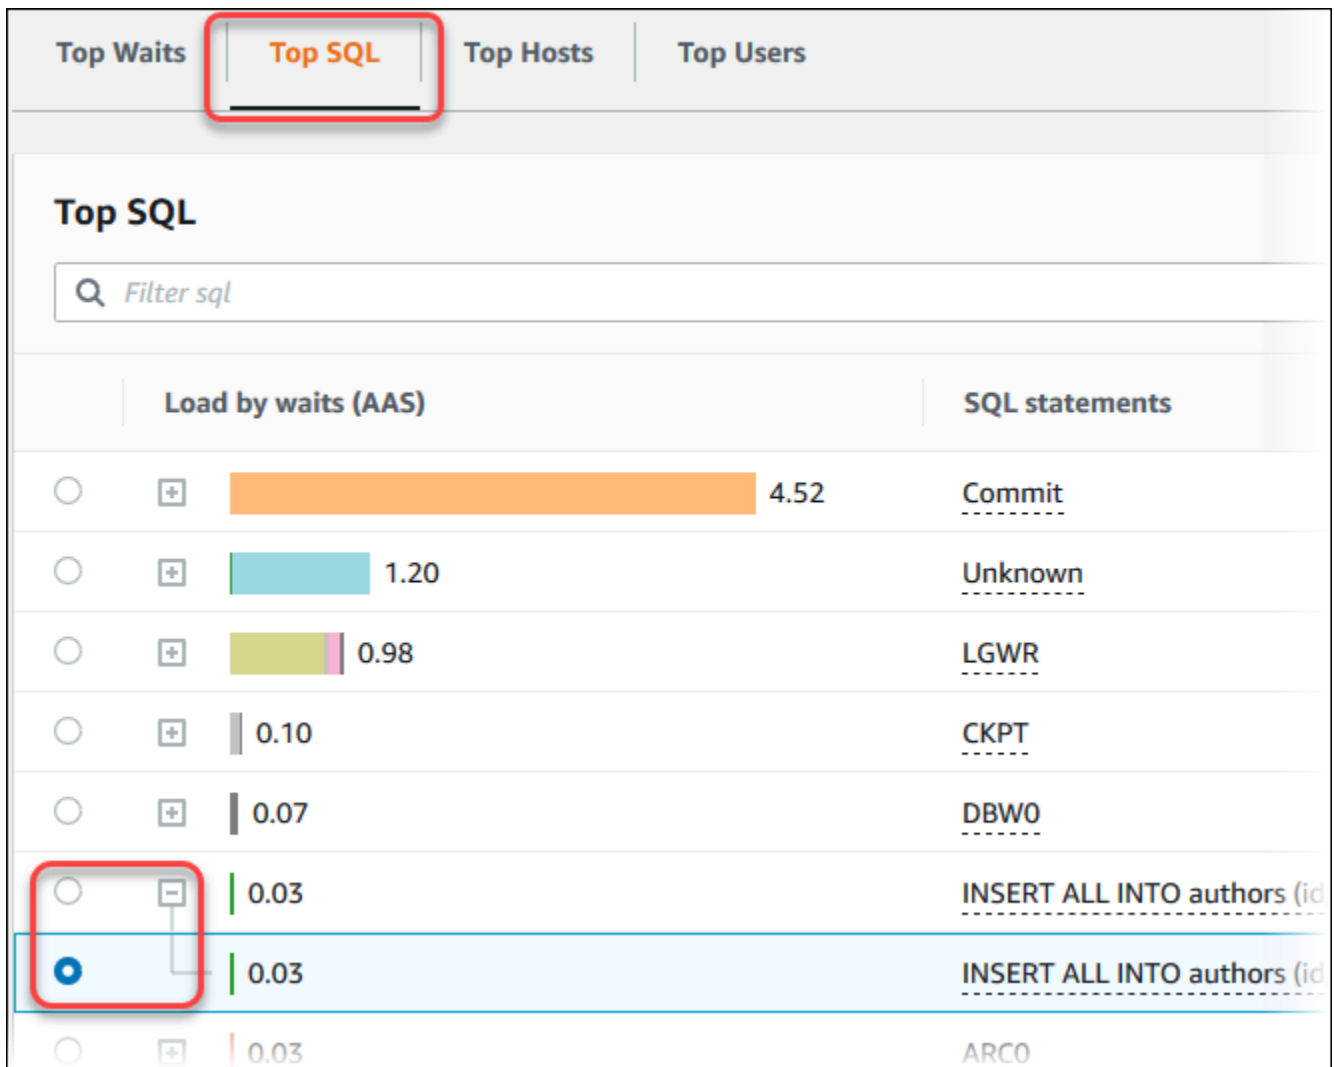 Top Waits Top SQL Top Hosts Top Users
Top SQL
Filter sql
Load by waits (AAS) SQL statements
4.52 Commit
1.20 Unknown
0.98 LGWR
0.10 CKPT
0.07 DBW0
0.03 INSERT ALL INTO authors (id
0.03 INSERT ALL INTO authors (id
0.03 ARC0